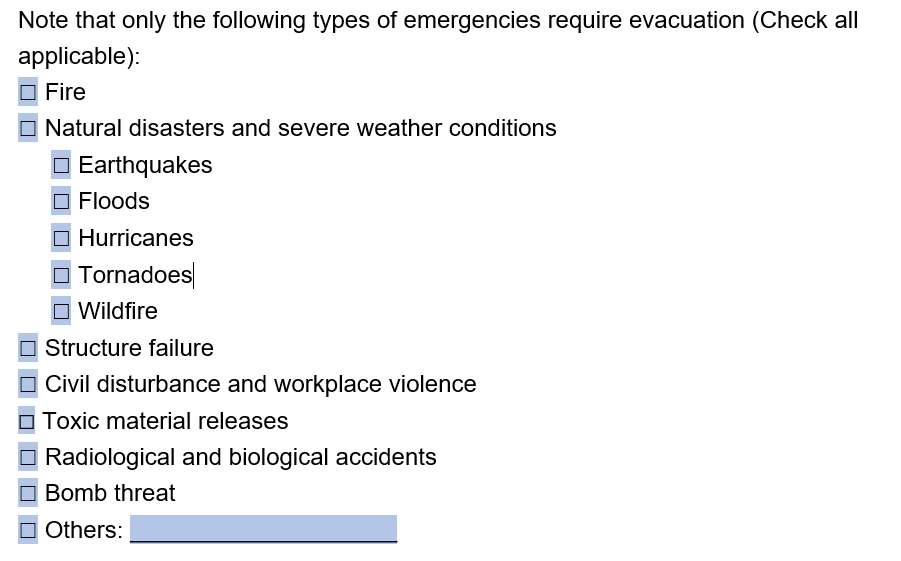 Note that only the following types of emergencies require evacuation (Check all
applicable):
☐ Fire
☐ Natural disasters and severe weather conditions
☐ Earthquakes
☐ Floods
☐ Hurricanes
☐ Tornadoes
☐ Wildfire
☐ Structure failure
☐ Civil disturbance and workplace violence
☐ Toxic material releases
☐ Radiological and biological accidents
☐ Bomb threat
☐ Others: ____________________